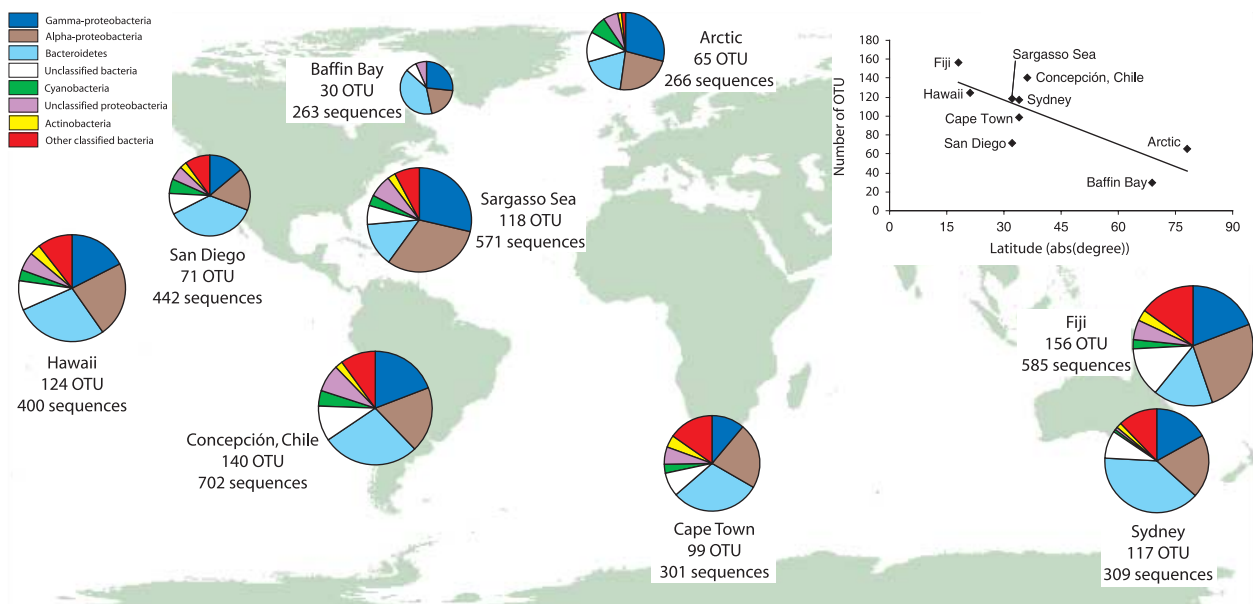 Gamma-proteobacteria
Alpha-proteobacteria
Bacteroidetes
Unclassified bacteria
Cyanobacteria
Unclassified proteobacteria
Actinobacteria
Other classified bacteria
Baffin Bay
30 OTU
263 sequences
Arctic
65 OTU
266 sequences
San Diego
71 OTU
442 sequences
Sargasso Sea
118 OTU
571 sequences
Hawaii
124 OTU
400 sequences
Concepción, Chile
140 OTU
702 sequences
Cape Town
99 OTU
301 sequences
Fiji
156 OTU
585 sequences
Sydney
117 OTU
309 sequences
Number of OTU
180
160
140
120
100
80
60
40
20
0
Fiji
Sargasso Sea
Concepción, Chile
Hawaii
Sydney
Cape Town
San Diego
Arctic
Baffin Bay
0 15 30 45 60 75 90
Latitude (abs(degree))